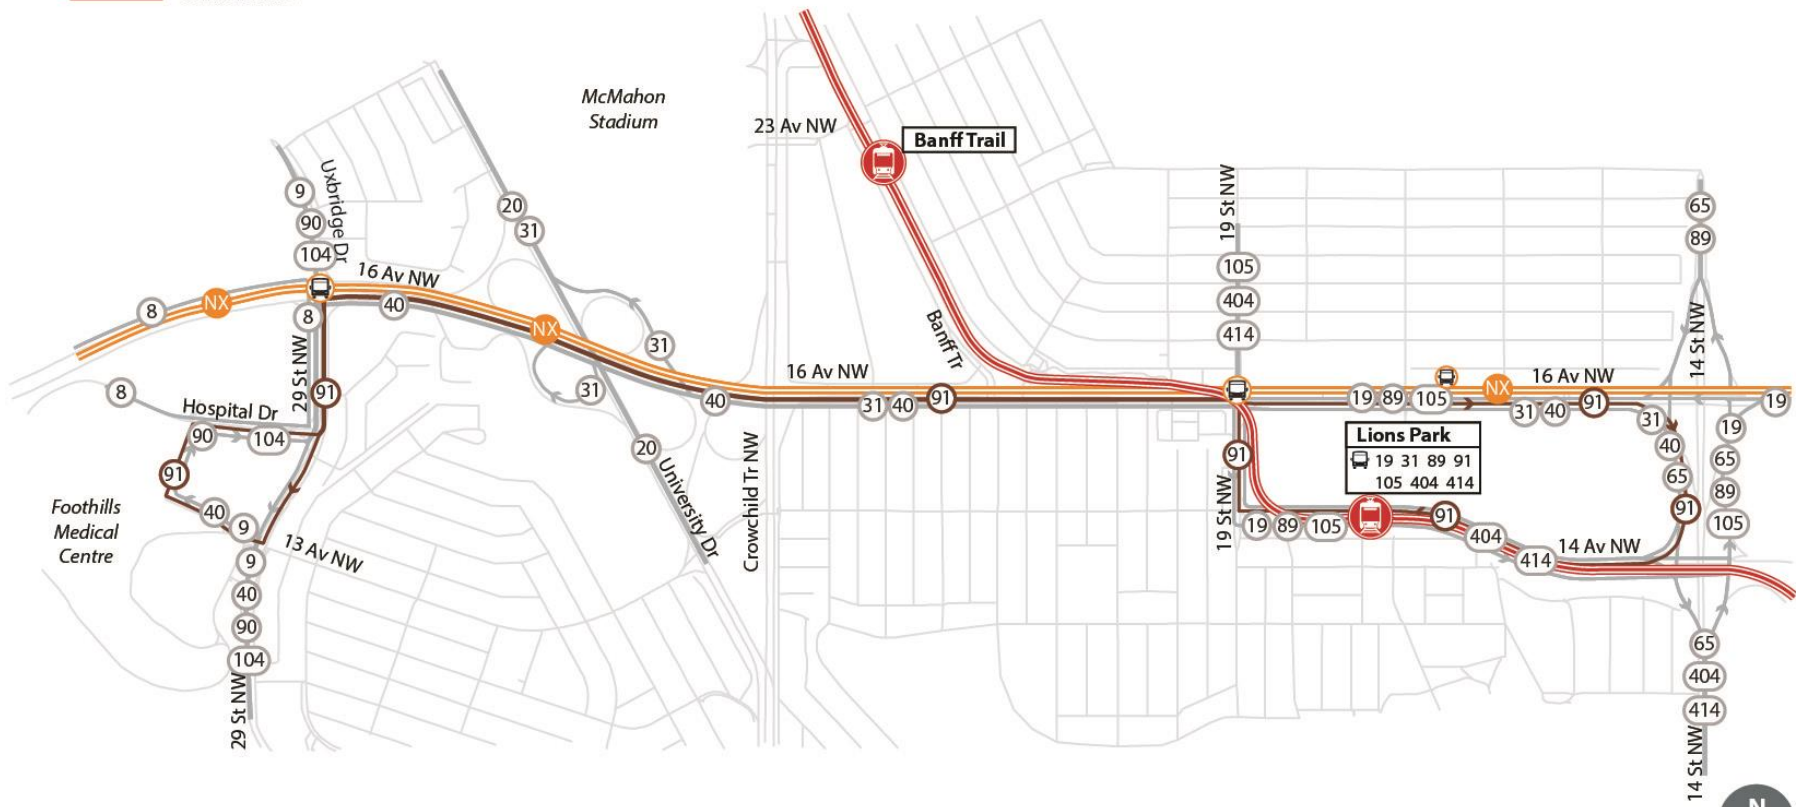 McMahon
Stadium
23 Av NW
Banff Trail
9
90
104
Uxbridge Dr
20
31
19 St NW
65
89
105
404
414
16 Av NW
8
NX
8
40
NX
31
31
Banff Tr
14 St NW
8
29 St NW
91
Hospital Dr
90
104
91
40
9
Foothills
Medical
Centre
13 Av NW
9
40
90
104
29 St NW
20
University Dr
Crowchild Tr NW
40
16 Av NW
31
40
91
19
89
105
NX
16 Av NW
31
40
91
19
Lions Park
19 31 89 91
105 404 414
91
19 St NW
19
89
105
91
404
414
14 Av NW
31
40
65
91
19
65
89
105
65
404
414
14 St NW
N